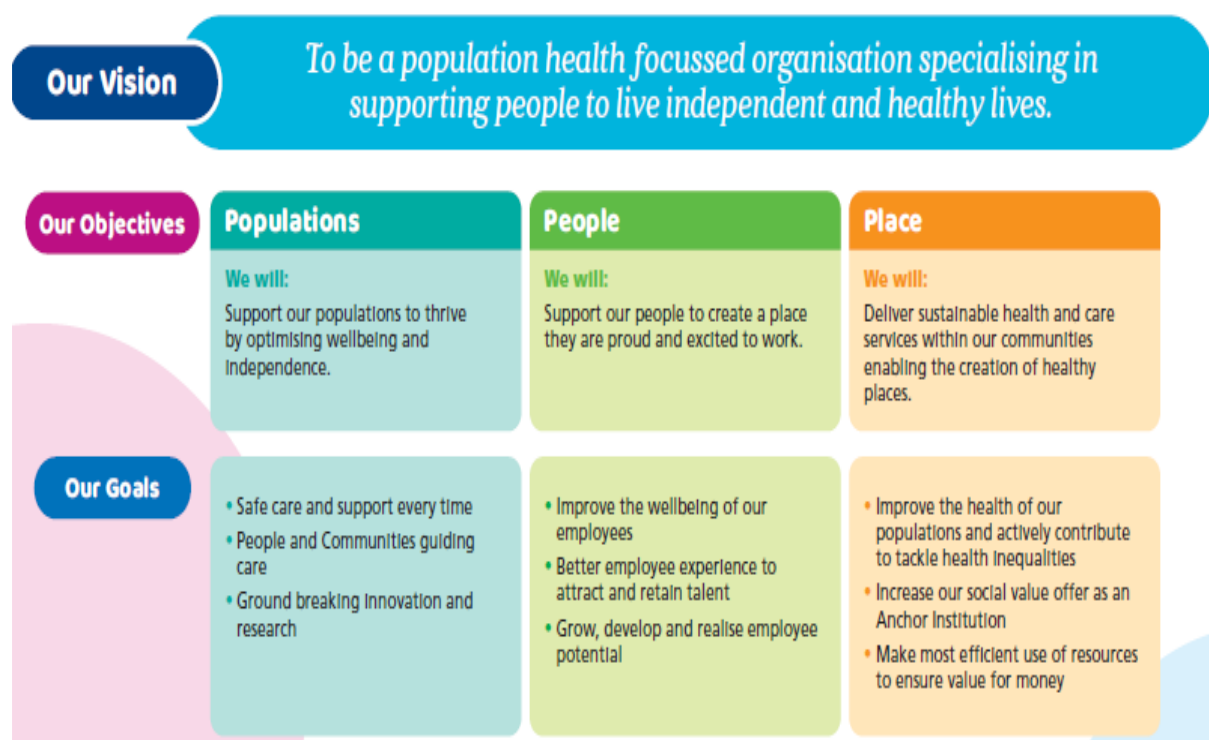 Our Vision
To be a population health focussed organisation specialising in
supporting people to live independent and healthy lives.
Our Objectives
Populations
We will:
Support our populations to thrive
by optimising wellbeing and
independence.
People
We will:
Support our people to create a place
they are proud and excited to work.
Place
We will:
Deliver sustainable health and care
services within our communities
enabling the creation of healthy
places.
Our Goals
• Safe care and support every time
• People and Communities guiding
care
• Ground breaking innovation and
research
• Improve the wellbeing of our
employees
• Better employee experience to
attract and retain talent
• Grow, develop and realise employee
potential
• Improve the health of our
populations and actively contribute
to tackle health inequalities
• Increase our social value offer as an
Anchor Institution
• Make most efficient use of resources
to ensure value for money